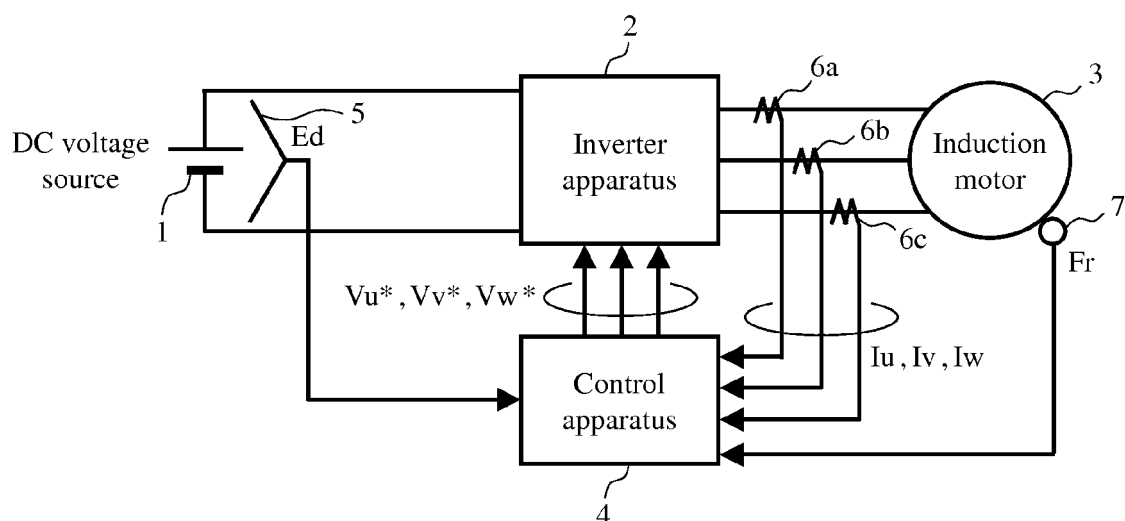 2
6a
3
5
DC voltage
source
Ed
Inverter
apparatus
6b
Induction
motor
1
6c
7
Fr
Vu* , Vv* , Vw*
Iu , Iv , Iw
Control
apparatus
4